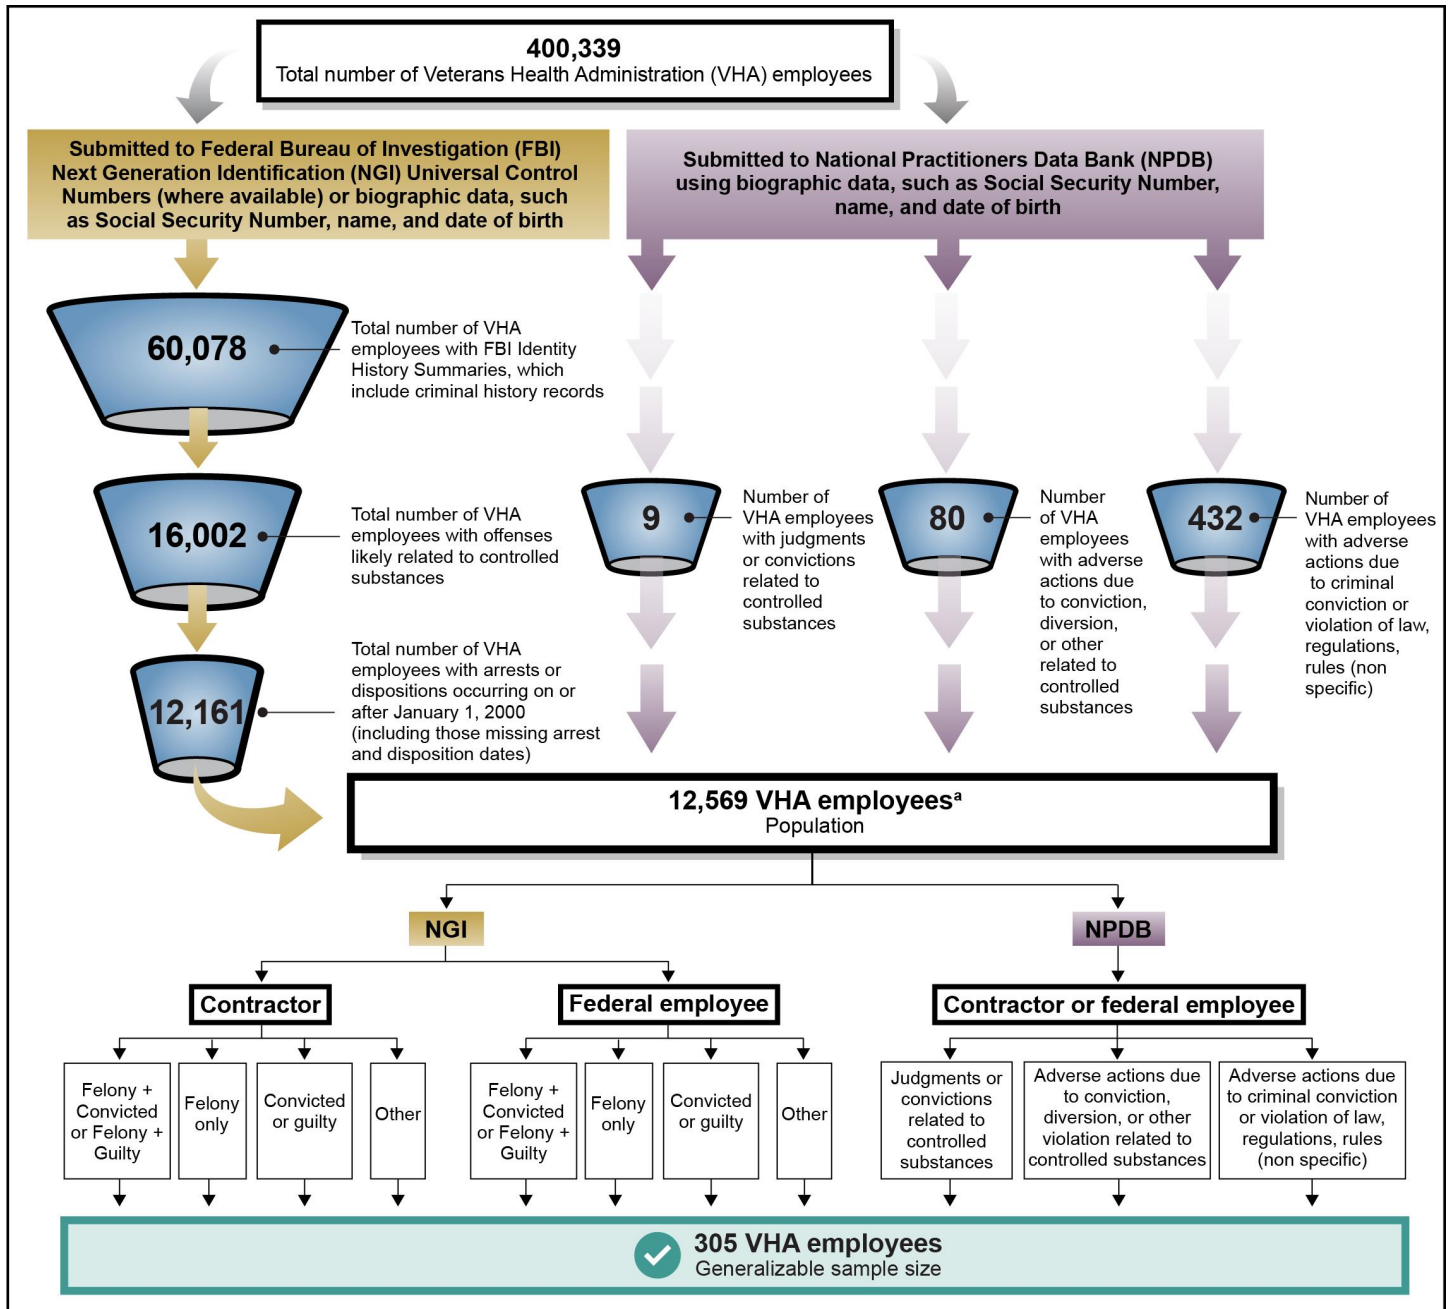 400,339
Total number of Veterans Health Administration (VHA) employees
Submitted to Federal Bureau of Investigation (FBI)
Next Generation Identification (NGI) Universal Control
Numbers (where available) or biographic data, such
as Social Security Number, name, and date of birth
Submitted to National Practitioners Data Bank (NPDB)
using biographic data, such as Social Security Number,
name, and date of birth
60,078
Total number of VHA
employees with FBI Identity
History Summaries, which
include criminal history records
16,002
Total number of VHA
employees with offenses
likely related to controlled
substances
9
Number of
VHA employees
with judgments
or convictions
related to
controlled
substances
80
Number
of VHA
employees
with adverse
actions due
to conviction,
diversion,
or other
related to
controlled
substances
432
Number of
VHA employees
with adverse
actions due
to criminal
conviction or
violation of law,
regulations,
rules (non
specific)
12,161
Total number of VHA
employees with arrests or
dispositions occurring on or
after January 1, 2000
(including those missing arrest
and disposition dates)
12,569 VHA employeesᵃ
Population
NGI
NPDB
Contractor
Federal employee
Contractor or federal employee
Felony +
Convicted
or Felony +
Guilty
Felony
only
Convicted
or guilty
Other
Felony +
Convicted
or Felony +
Guilty
Felony
only
Convicted
or guilty
Other
Judgments or
convictions
related to
controlled
substances
Adverse actions due
to conviction,
diversion, or other
violation related to
controlled substances
Adverse actions due
to criminal conviction
or violation of law,
regulations, rules
(non specific)
305 VHA employees
Generalizable sample size